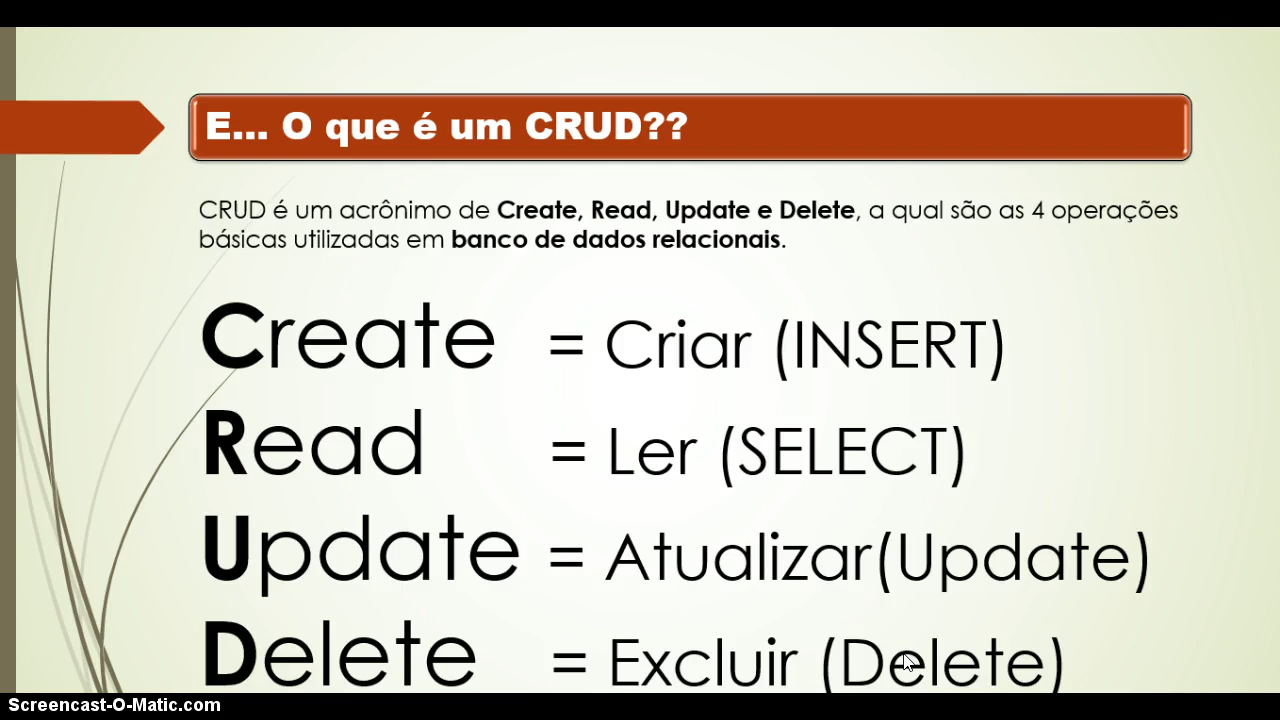 E... O que é um CRUD??
CRUD é um acrônimo de Create, Read, Update e Delete, a qual são as 4 operações
básicas utilizadas em banco de dados relacionais.
Create = Criar (INSERT)
Read = Ler (SELECT)
Update = Atualizar(Update)
Delete = Excluir (Delete)
Screencast-O-Matic.com